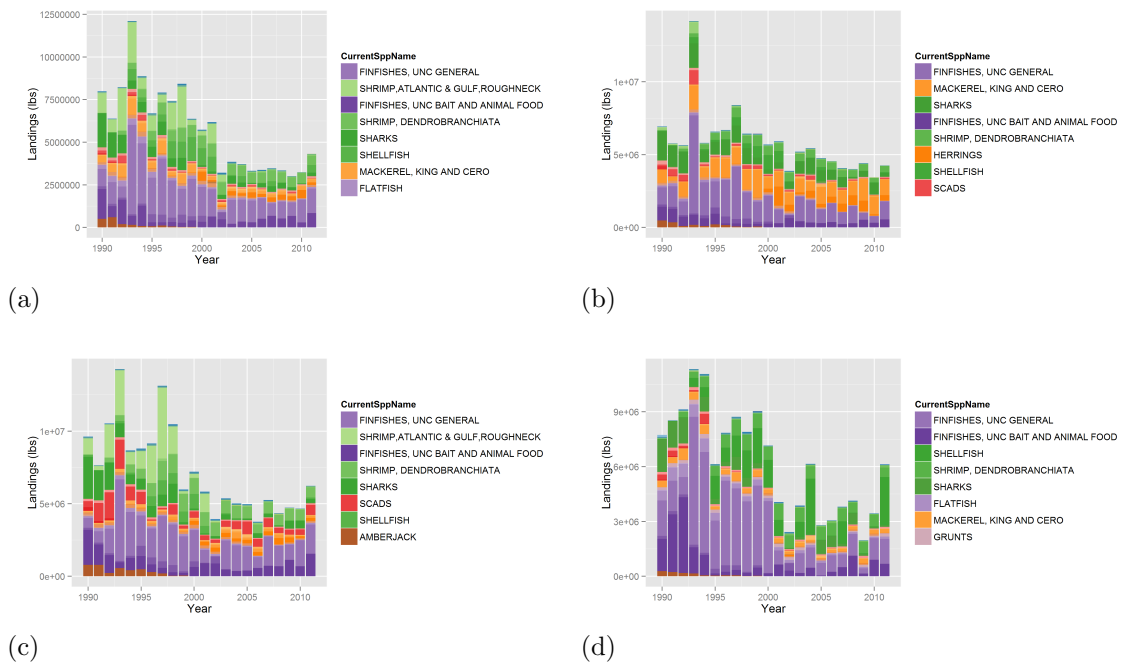 12500000
10000000
7500000
5000000
2500000
0
Landings (lbs)
1990
1995
2000
2005
2010
Year
CurrentSppName
FINFISHES, UNC GENERAL
SHRIMP,ATLANTIC & GULF,ROUGHNECK
FINFISHES, UNC BAIT AND ANIMAL FOOD
SHRIMP, DENDROBRANCHIATA
SHARKS
SHELLFISH
MACKEREL, KING AND CERO
FLATFISH
(a)
1e+07
5e+06
0e+00
Landings (lbs)
1990
1995
2000
2005
2010
Year
CurrentSppName
FINFISHES, UNC GENERAL
MACKEREL, KING AND CERO
SHARKS
FINFISHES, UNC BAIT AND ANIMAL FOOD
SHRIMP, DENDROBRANCHIATA
HERRINGS
SHELLFISH
SCADS
(b)
1e+07
5e+06
0e+00
Landings (lbs)
1990
1995
2000
2005
2010
Year
CurrentSppName
FINFISHES, UNC GENERAL
SHRIMP,ATLANTIC & GULF,ROUGHNECK
FINFISHES, UNC BAIT AND ANIMAL FOOD
SHRIMP, DENDROBRANCHIATA
SHARKS
SCADS
SHELLFISH
AMBERJACK
(c)
9e+06
6e+06
3e+06
0e+00
Landings (lbs)
1990
1995
2000
2005
2010
Year
CurrentSppName
FINFISHES, UNC GENERAL
FINFISHES, UNC BAIT AND ANIMAL FOOD
SHELLFISH
SHRIMP, DENDROBRANCHIATA
SHARKS
FLATFISH
MACKEREL, KING AND CERO
GRUNTS
(d)